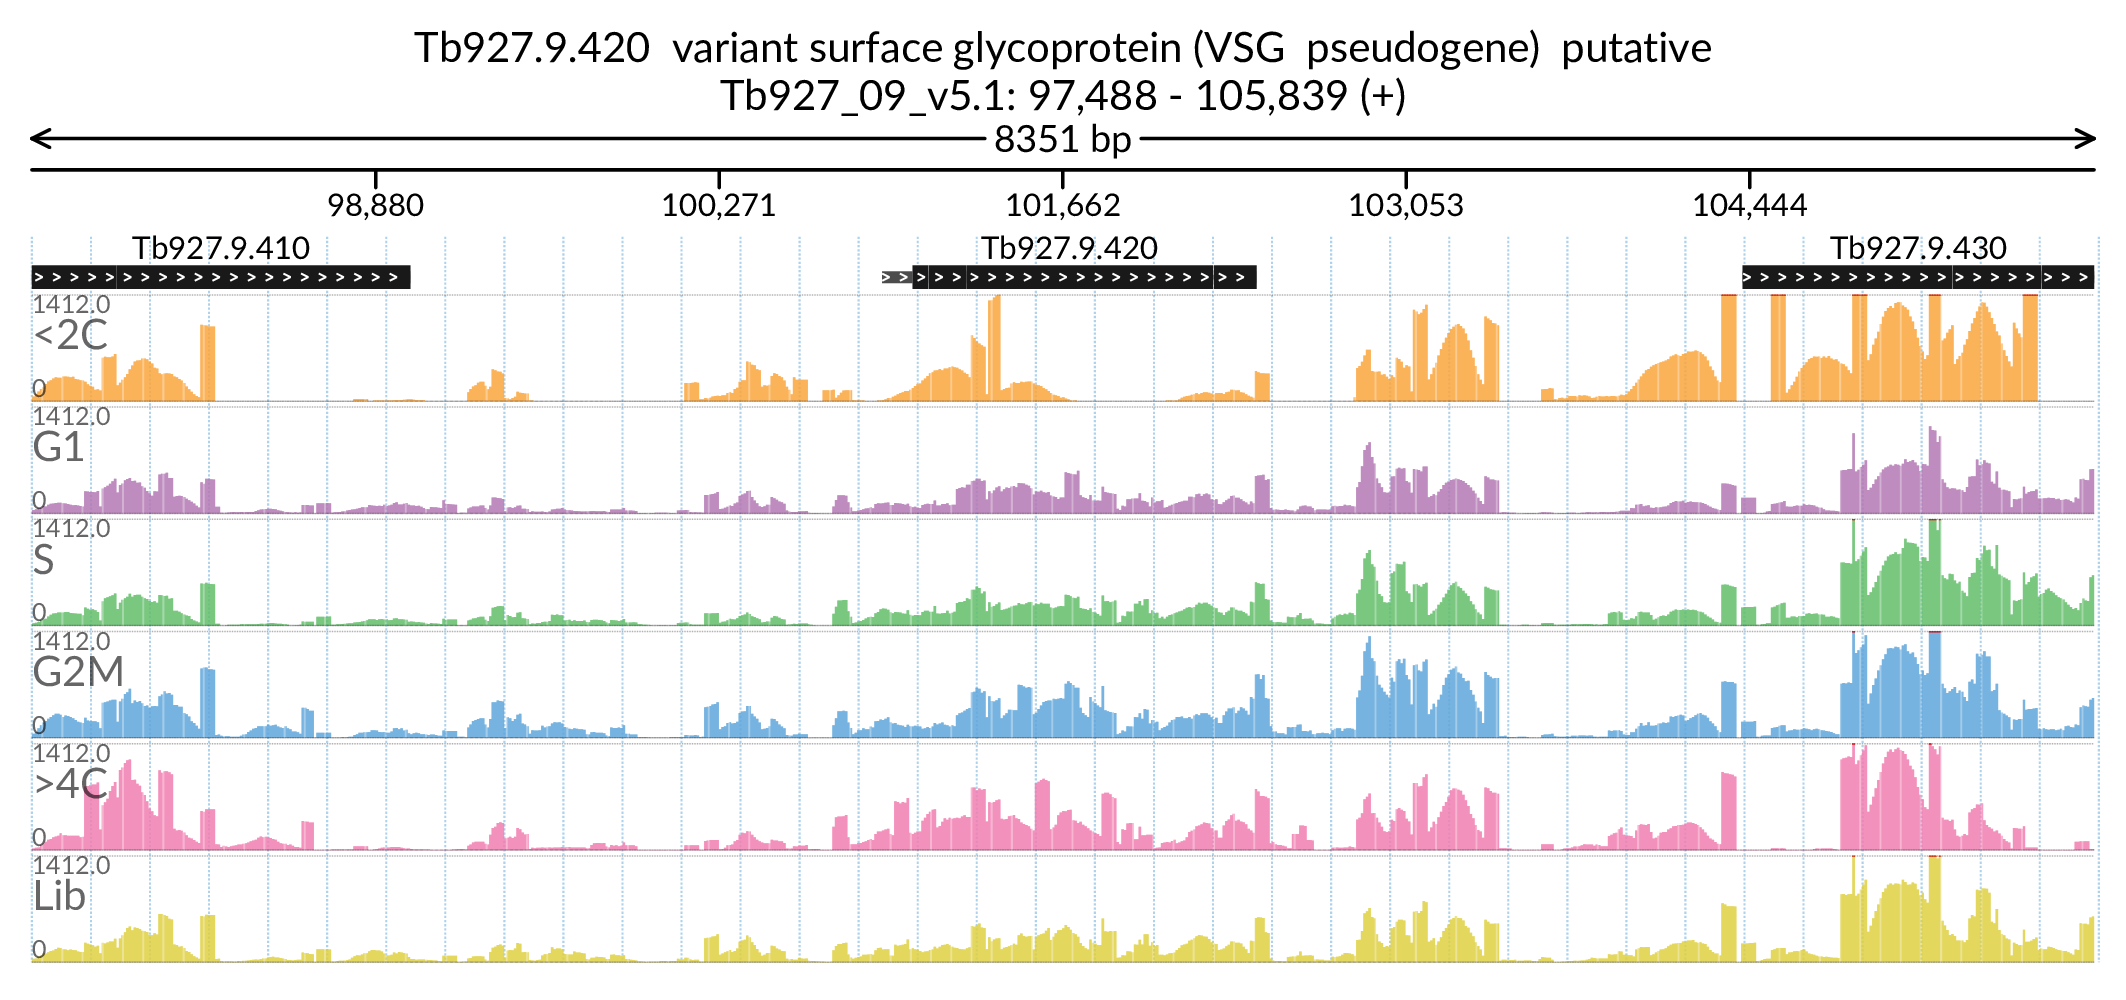 Tb927.9.420 variant surface glycoprotein (VSG pseudogene) putative
Tb927_09_v5.1: 97,488 - 105,839 (+)
8351 bp
98,880 100,271 101,662 103,053 104,444
Tb927.9.410 Tb927.9.420 Tb927.9.430
1412.0
<2C
0
1412.0
G1
0
1412.0
S
0
1412.0
G2M
0
1412.0
>4C
0
1412.0
Lib
0